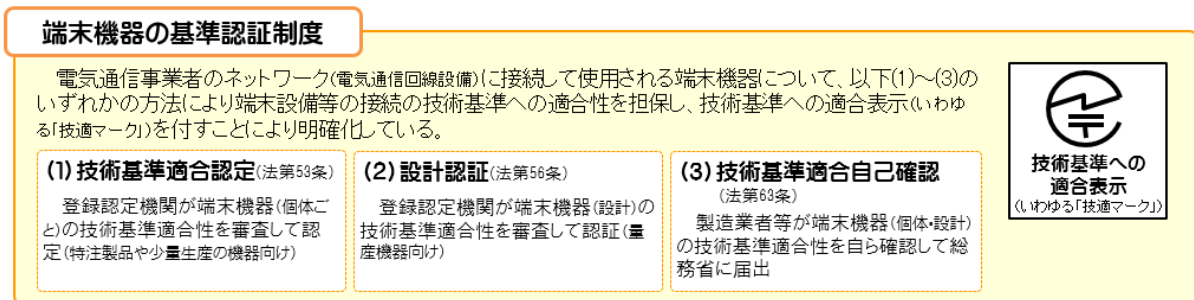 端末機器の基準認証制度
電気通信事業者のネットワーク(電気通信回線設備)に接続して使用される端末機器について、以下(1)～(3)の
いずれかの方法により端末設備等の接続の技術基準への適合性を担保し、技術基準への適合表示(いわゆ
る「技適マーク」)を付すことにより明確化している。
(1)技術基準適合認定(法第53条)
登録認定機関が端末機器(個体ご
と)の技術基準適合性を審査して認
定(特注製品や少量生産の機器向け)
(2)設計認証(法第56条)
登録認定機関が端末機器(設計)の
技術基準適合性を審査して認証(量
産機器向け)
(3)技術基準適合自己確認
(法第63条)
製造業者等が端末機器(個体・設計)
の技術基準適合性を自ら確認して総
務省に届出
技術基準への
適合表示
(いわゆる「技適マーク」)